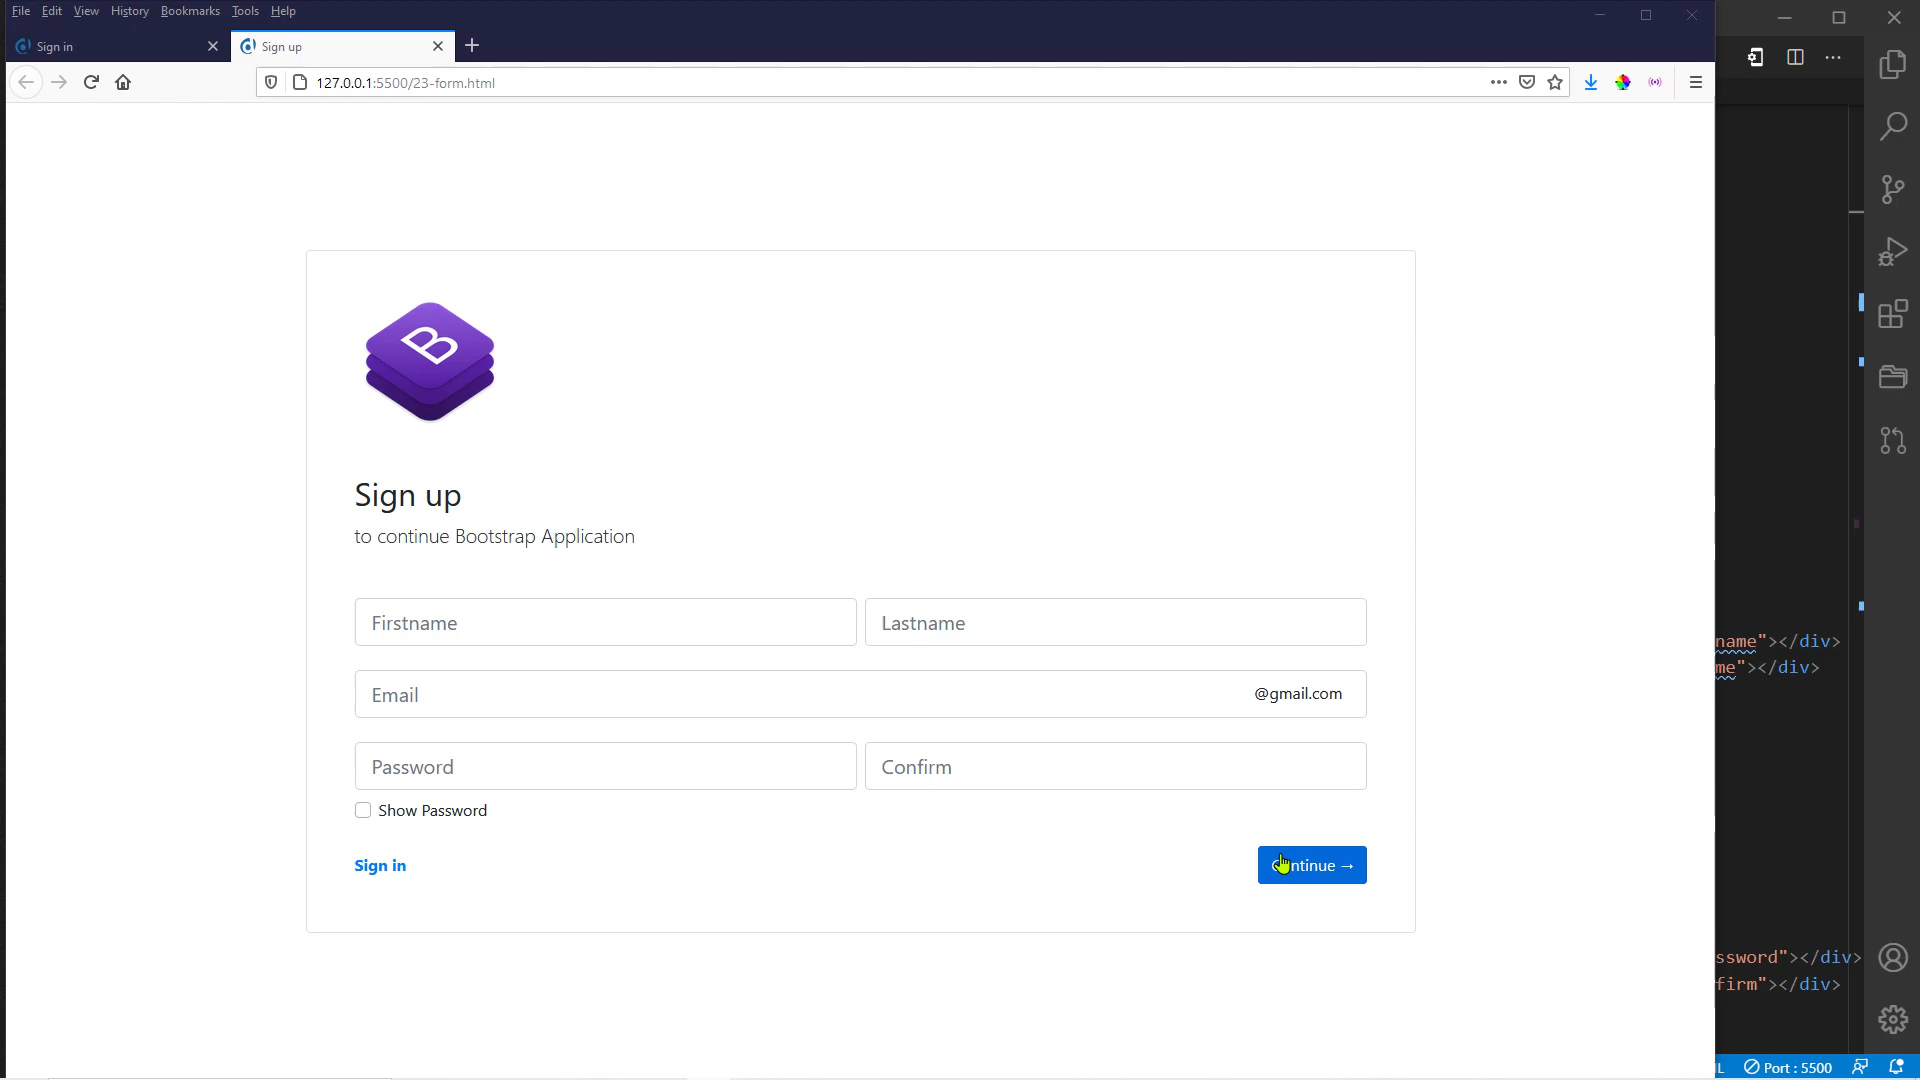 File Edit View History Bookmarks Tools Help
Sign in
Sign up
127.0.0.1:5500/23-form.html
B
Sign up
to continue Bootstrap Application
Firstname
Lastname
name"></div>
me"></div>
Email
@gmail.com
Password
Confirm
Show Password
Sign in
ntinue →
ssword"></div>
firm"></div>
Port : 5500